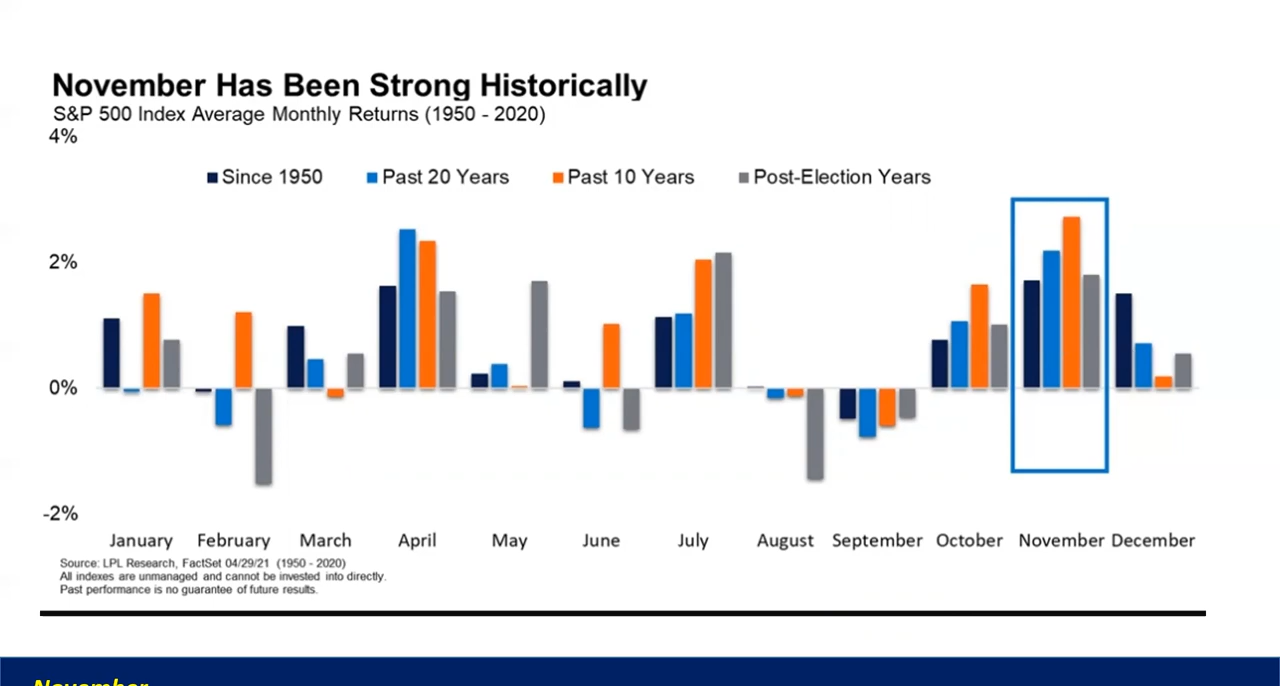 November Has Been Strong Historically
S&P 500 Index Average Monthly Returns (1950 - 2020)
4%
Since 1950 Past 20 Years Past 10 Years Post-Election Years
2%
0%
-2%
January February March April May June July August September October November December
Source: LPL Research, FactSet 04/29/21 (1950 - 2020)
All indexes are unmanaged and cannot be invested into directly.
Past performance is no guarantee of future results.
November